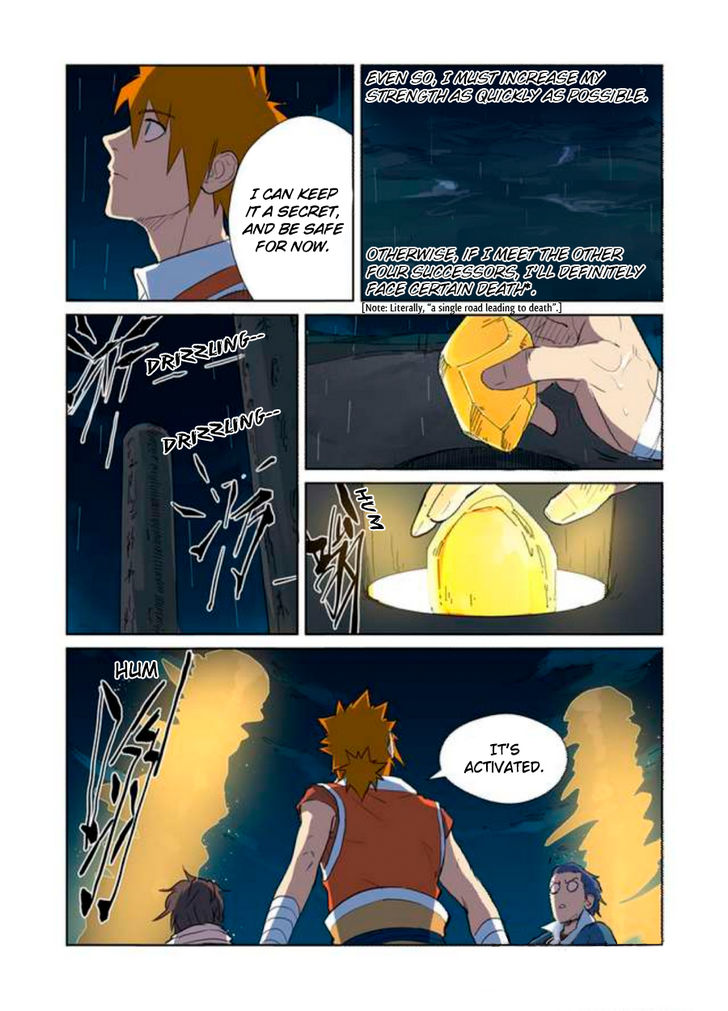 I CAN KEEP
IT A SECRET,
AND BE SAFE
FOR NOW.
EVEN SO, I MUST INCREASE MY
STRENGTH AS QUICKLY AS POSSIBLE.
OTHERWISE, IF I MEET THE OTHER
FOUR SUCCESSORS, I'LL DEFINITELY
FACE CERTAIN DEATH*.
[Note: Literally, "a single road leading to death".]
DRIZZLING--
DRIZZLING--
HUM
HUM
IT'S
ACTIVATED.